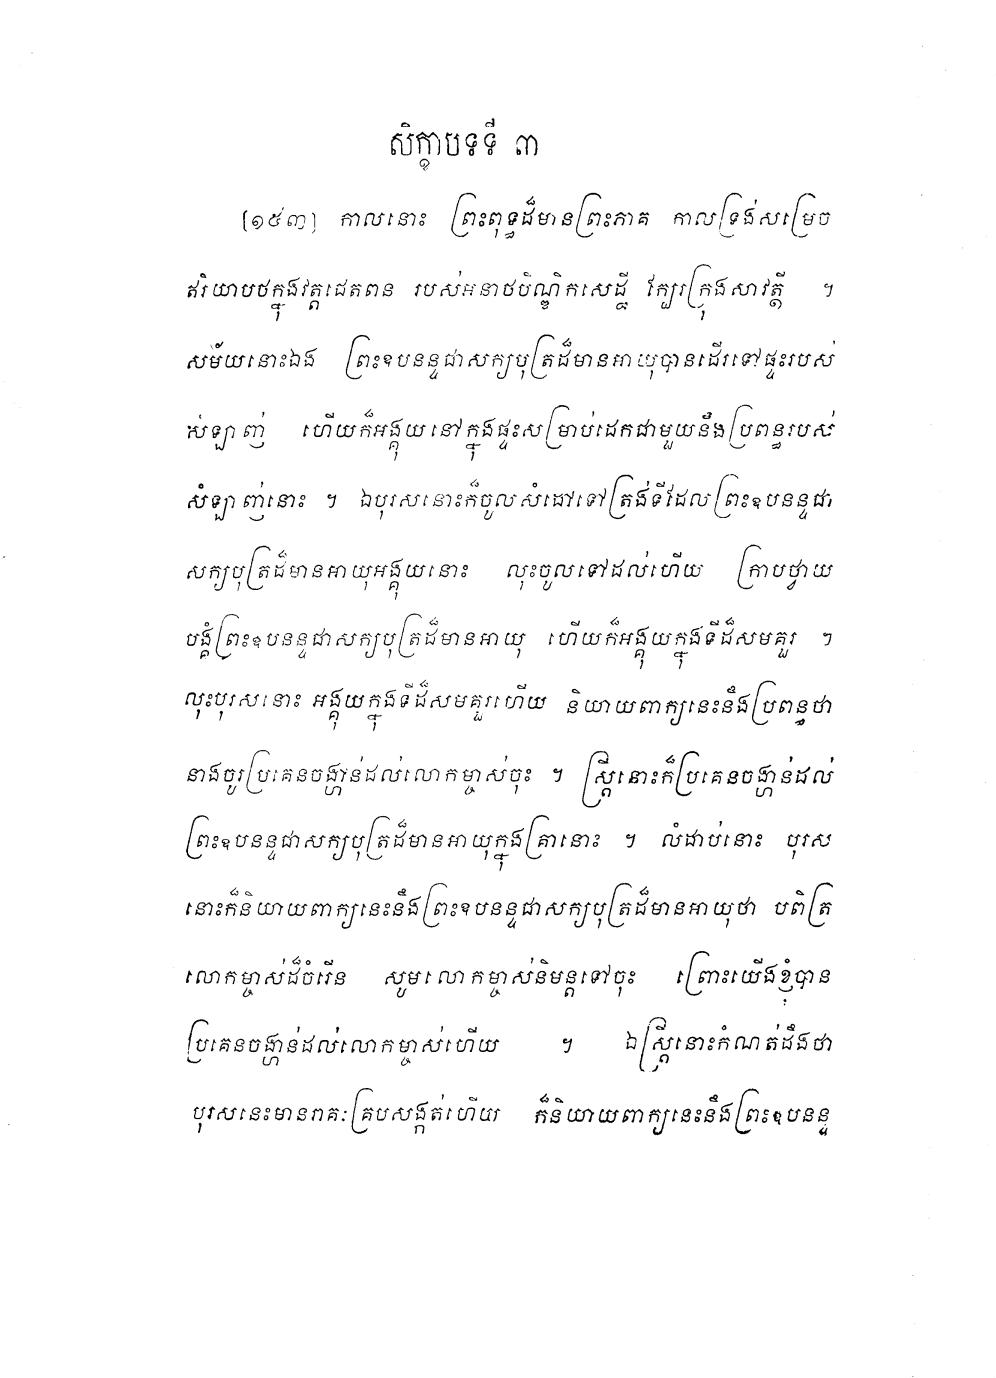 សិក្ខាបទទី ៣
[១៥៣] កាលនោះ ព្រះពុទ្ធដ៏មានព្រះភាគ កាលទ្រង់សម្រេច
ឥរិយាបថក្នុងវត្តជេតពន របស់អនាថបិណ្ឌិកសេដ្ឋី ក្បែរក្រុងសាវត្ថី ។
សម័យនោះឯង ព្រះឧបនន្ទជាសក្យបុត្រដ៏មានអាយុបានដើរទៅផ្ទះរបស់
សំឡាញ់ ហើយក៏អង្គុយនៅក្នុងផ្ទះសម្រាប់ដេកជាមួយនឹងប្រពន្ធរបស់
សំឡាញ់នោះ ។ ឯបុរសនោះក៏ចូលសំដៅទៅត្រង់ទីដែលព្រះឧបនន្ទជា
សក្យបុត្រដ៏មានអាយុអង្គុយនោះ លុះចូលទៅដល់ហើយ ក្រាបថ្វាយ
បង្គំព្រះឧបនន្ទជាសក្យបុត្រដ៏មានអាយុ ហើយក៏អង្គុយក្នុងទីដ៏សមគួរ ។
លុះបុរសនោះ អង្គុយក្នុងទីដ៏សមគួរហើយ និយាយពាក្យនេះនឹងប្រពន្ធថា
នាងចូរប្រគេនចង្ហាន់ដល់លោកម្ចាស់ចុះ ។ ស្ត្រីនោះក៏ប្រគេនចង្ហាន់ដល់
ព្រះឧបនន្ទជាសក្យបុត្រដ៏មានអាយុក្នុងគ្រានោះ ។ លំដាប់នោះ បុរស
នោះក៏និយាយពាក្យនេះនឹងព្រះឧបនន្ទជាសក្យបុត្រដ៏មានអាយុថា បពិត្រ
លោកម្ចាស់ដ៏ចំរើន សូមលោកម្ចាស់និមន្តទៅចុះ ព្រោះយើងខ្ញុំបាន
ប្រគេនចង្ហាន់ដល់លោកម្ចាស់ហើយ ។ ឯស្ត្រីនោះកំណត់ដឹងថា
បុរសនេះមានរាគៈគ្របសង្កត់ហើយ ក៏និយាយពាក្យនេះនឹងព្រះឧបនន្ទ